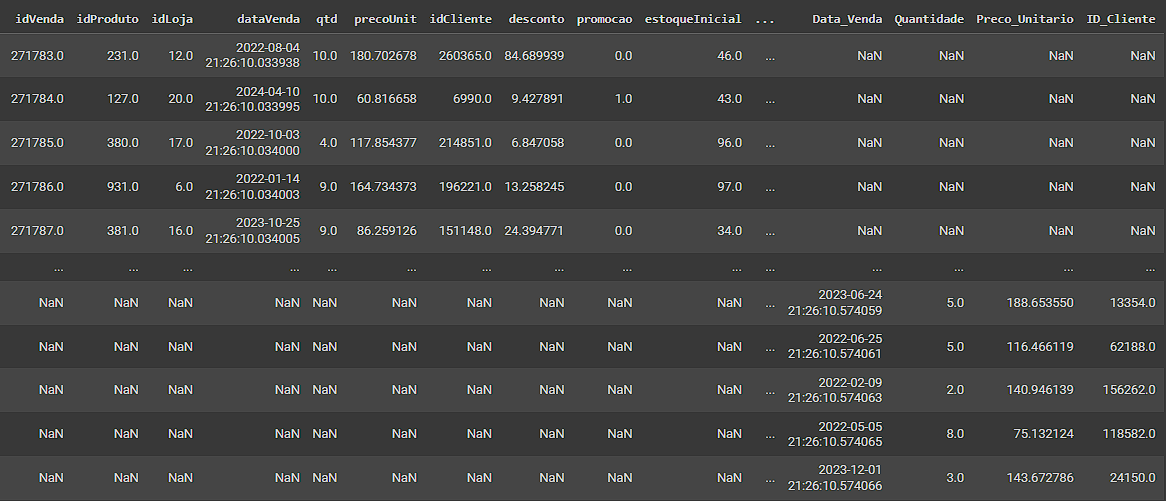 idVenda idProduto idLoja dataVenda qtd precoUnit idCliente desconto promocao estoqueInicial ... Data_Venda Quantidade Preco_Unitario ID_Cliente
271783.0 231.0 12.0 2022-08-04 21:26:10.033938 10.0 180.702678 260365.0 84.689939 0.0 46.0 ... NaN NaN NaN NaN
271784.0 127.0 20.0 2024-04-10 21:26:10.033995 10.0 60.816658 6990.0 9.427891 1.0 43.0 ... NaN NaN NaN NaN
271785.0 380.0 17.0 2022-10-03 21:26:10.034000 4.0 117.854377 214851.0 6.847058 0.0 96.0 ... NaN NaN NaN NaN
271786.0 931.0 6.0 2022-01-14 21:26:10.034003 9.0 164.734373 196221.0 13.258245 0.0 97.0 ... NaN NaN NaN NaN
271787.0 381.0 16.0 2023-10-25 21:26:10.034005 9.0 86.259126 151148.0 24.394771 0.0 34.0 ... NaN NaN NaN NaN
... ... ... ... ... ... ... ... ... ... ... ... ... ... ...
NaN NaN NaN NaN NaN NaN NaN NaN NaN NaN ... 2023-06-24 21:26:10.574059 5.0 188.653550 13354.0
NaN NaN NaN NaN NaN NaN NaN NaN NaN NaN ... 2022-06-25 21:26:10.574061 5.0 116.466119 62188.0
NaN NaN NaN NaN NaN NaN NaN NaN NaN NaN ... 2022-02-09 21:26:10.574063 2.0 140.946139 156262.0
NaN NaN NaN NaN NaN NaN NaN NaN NaN NaN ... 2022-05-05 21:26:10.574065 8.0 75.132124 118582.0
NaN NaN NaN NaN NaN NaN NaN NaN NaN NaN ... 2023-12-01 21:26:10.574066 3.0 143.672786 24150.0